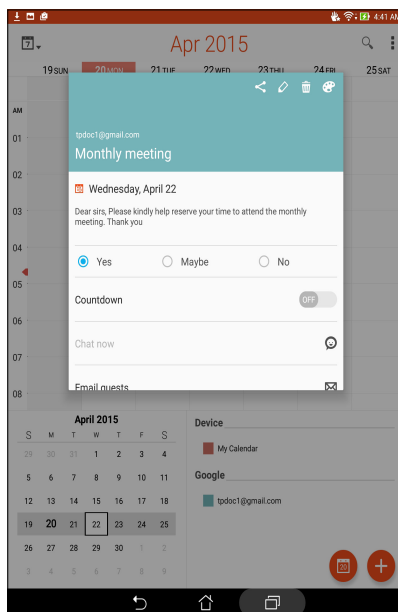 4:41 AM
7
Apr 2015
19 SUN 20 MON 21 TUE 22 WED 23 THU 24 FRI 25 SAT
AM
01
02
03
04
05
06
07
08
tpdoc1@gmail.com
Monthly meeting
Wednesday, April 22
Dear sirs, Please kindly help reserve your time to attend the monthly
meeting. Thank you
Yes Maybe No
Countdown OFF
Chat now
Email guests
April 2015
S M T W T F S
29 30 31 1 2 3 4
5 6 7 8 9 10 11
12 13 14 15 16 17 18
19 20 21 22 23 24 25
26 27 28 29 30 1 2
3 4 5 6 7 8 9
Device
My Calendar
Google
tpdoc1@gmail.com
20